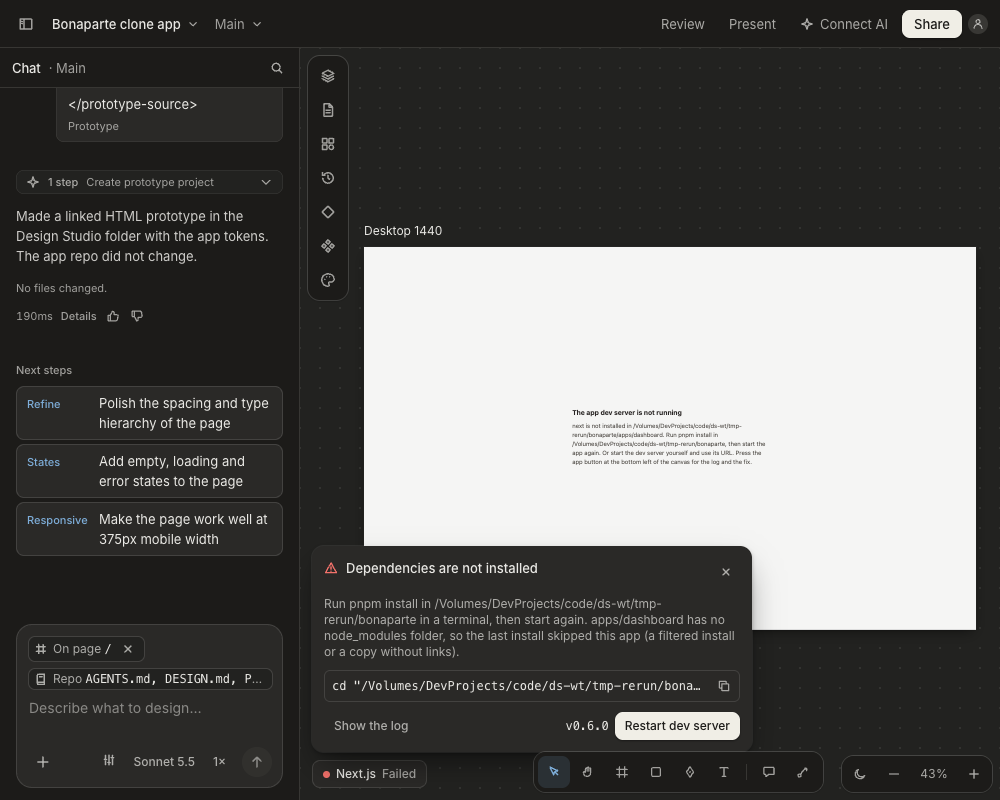 Bonaparte clone app
Main
Review
Present
Connect AI
Share
Chat · Main
</prototype-source>
Prototype
1 step Create prototype project
Made a linked HTML prototype in the
Design Studio folder with the app tokens.
The app repo did not change.
No files changed.
190ms Details
Next steps
Refine
Polish the spacing and type
hierarchy of the page
States
Add empty, loading and
error states to the page
Responsive
Make the page work well at
375px mobile width
On page /
Repo AGENTS.md, DESIGN.md, P…
Describe what to design...
Sonnet 5.5
1×
Desktop 1440
The app dev server is not running
next is not installed in /Volumes/DevProjects/code/ds-wt/tmp-
rerun/bonaparte/apps/dashboard. Run pnpm install in
/Volumes/DevProjects/code/ds-wt/tmp-rerun/bonaparte, then start the
app again. Or start the dev server yourself and use its URL. Press the
app button at the bottom left of the canvas for the log and the fix.
Dependencies are not installed
Run pnpm install in /Volumes/DevProjects/code/ds-wt/tmp-
rerun/bonaparte in a terminal, then start again. apps/dashboard has no
node_modules folder, so the last install skipped this app (a filtered install
or a copy without links).
cd "/Volumes/DevProjects/code/ds-wt/tmp-rerun/bona…
Show the log
v0.6.0
Restart dev server
Next.js Failed
43%